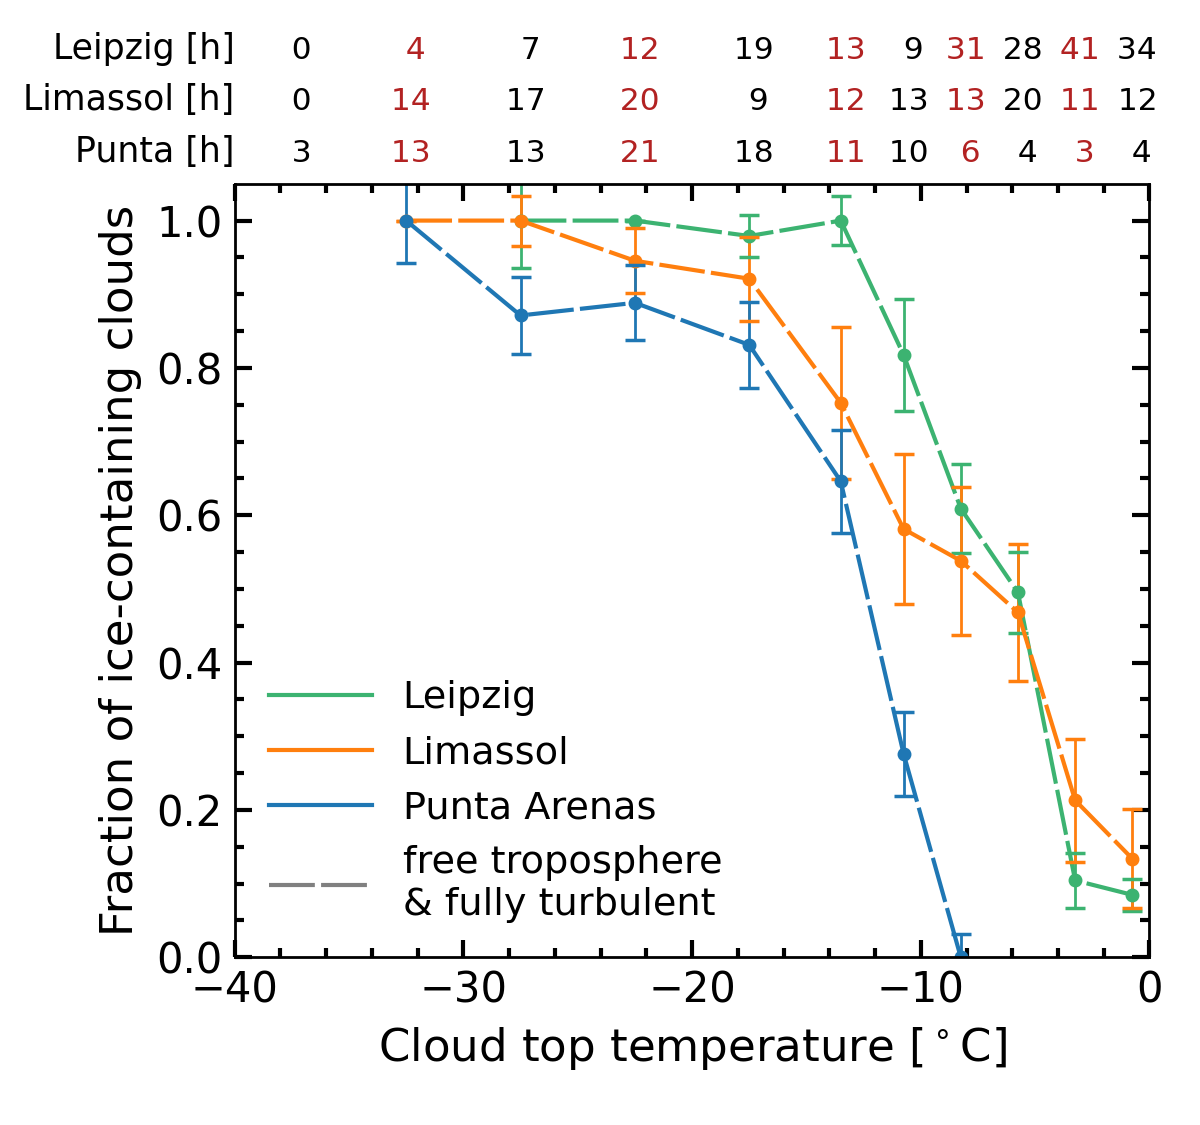 Leipzig [h] 0 4 7 12 19 13 9 31 28 41 34
Limassol [h] 0 14 17 20 9 12 13 13 20 11 12
Punta [h] 3 13 13 21 18 11 10 6 4 3 4
1.0
0.8
0.6
0.4
0.2
0.0
Fraction of ice-containing clouds
Leipzig
Limassol
Punta Arenas
free troposphere
& fully turbulent
−40 −30 −20 −10 0
Cloud top temperature [°C]